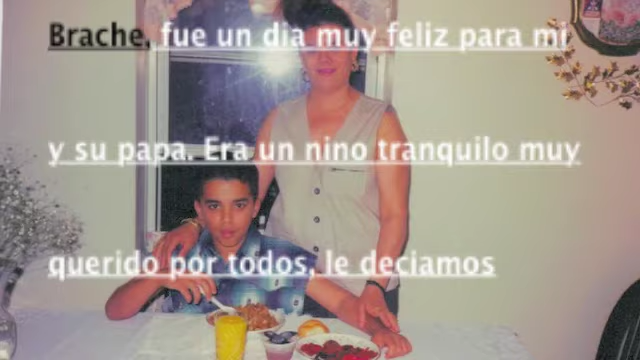 Brache, fue un dia muy feliz para mi
y su papa. Era un nino tranquilo muy
querido por todos, le deciamos